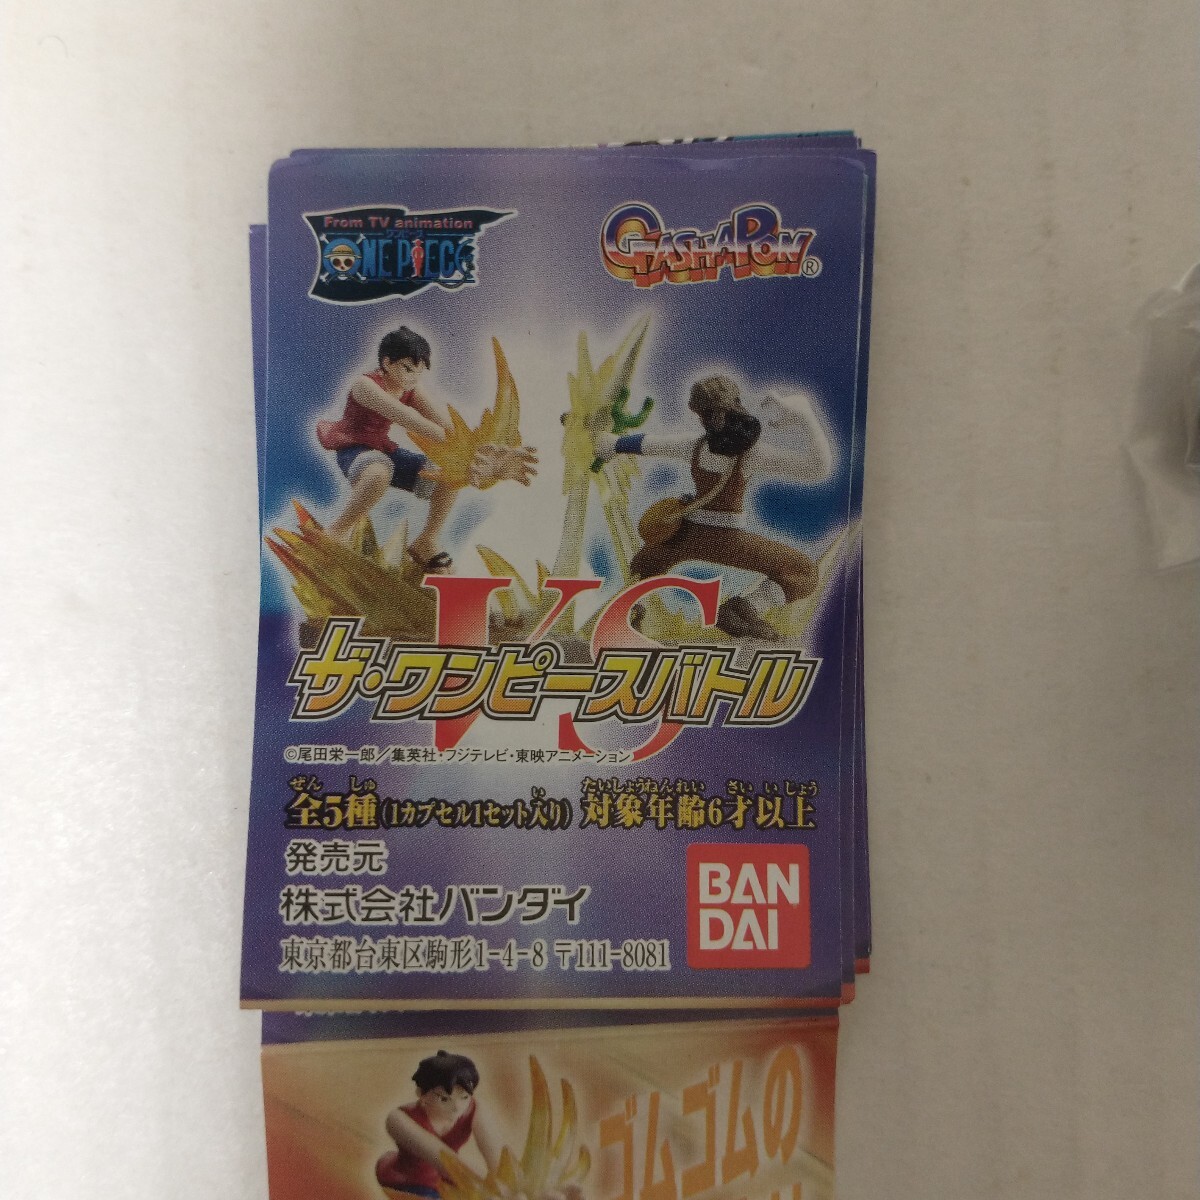 From TV animation
ワンピース
ONE PIECE
GASHAPON®
VS
ザ・ワンピースバトル
©尾田栄一郎／集英社・フジテレビ・東映アニメーション
ぜん しゅ い たいしょうねんれい さい いじょう
全5種(1カプセル1セット入り) 対象年齢6才以上
発売元
株式会社バンダイ
東京都台東区駒形1-4-8 〒111-8081
BAN
DAI
ゴムゴムの